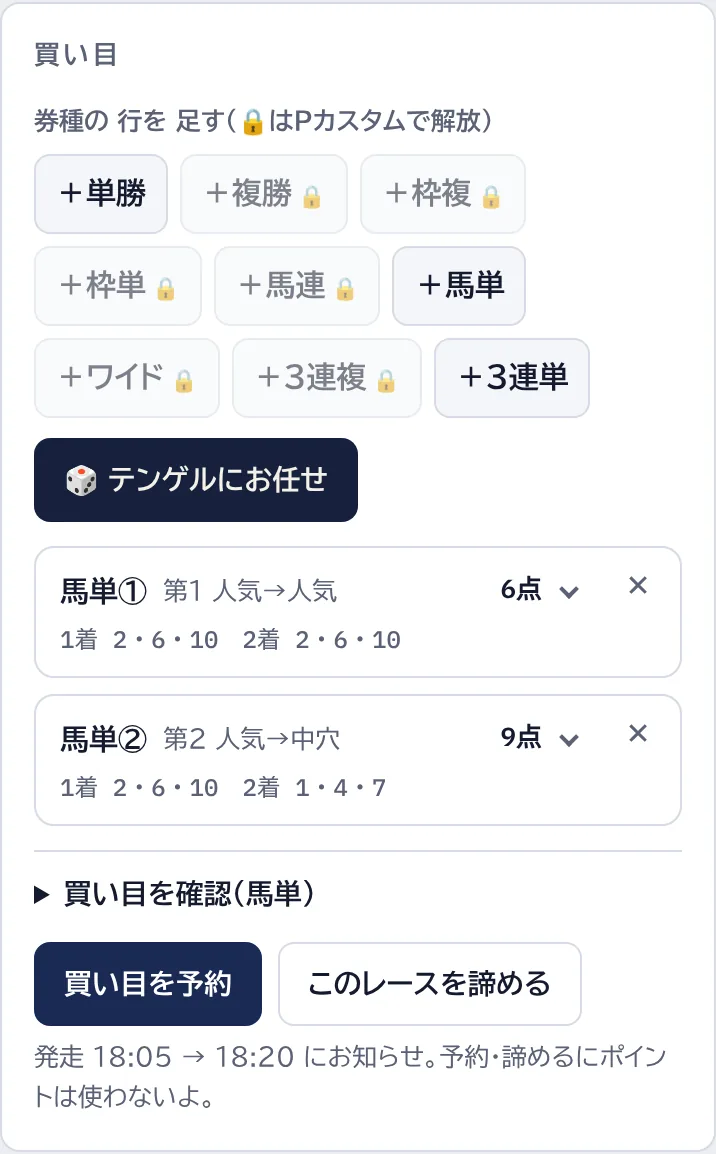 買い目
券種の 行を 足す(🔒はPカスタムで解放)
＋単勝 ＋複勝🔒 ＋枠複🔒
＋枠単🔒 ＋馬連🔒 ＋馬単
＋ワイド🔒 ＋3連複🔒 ＋3連単
🎲 テンゲルにお任せ
馬単① 第1 人気→人気 6点 ✕
1着 2・6・10 2着 2・6・10
馬単② 第2 人気→中穴 9点 ✕
1着 2・6・10 2着 1・4・7
▶ 買い目を確認(馬単)
買い目を予約 このレースを諦める
発走 18:05 → 18:20 にお知らせ。予約・諦めるにポイン
トは使わないよ。